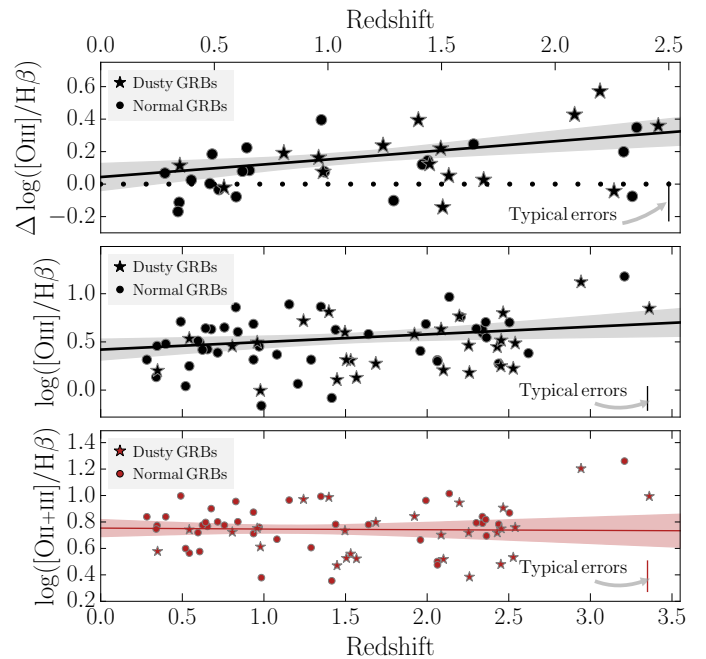 Redshift
0.0 0.5 1.0 1.5 2.0 2.5
Δ log([OIII]/Hβ)
0.6
0.4
0.2
0.0
−0.2
Dusty GRBs
Normal GRBs
Typical errors
log([OIII]/Hβ)
1.0
0.5
0.0
Dusty GRBs
Normal GRBs
Typical errors
log([OII+III]/Hβ)
1.4
1.2
1.0
0.8
0.6
0.4
0.2
Dusty GRBs
Normal GRBs
Typical errors
0.0 0.5 1.0 1.5 2.0 2.5 3.0 3.5
Redshift